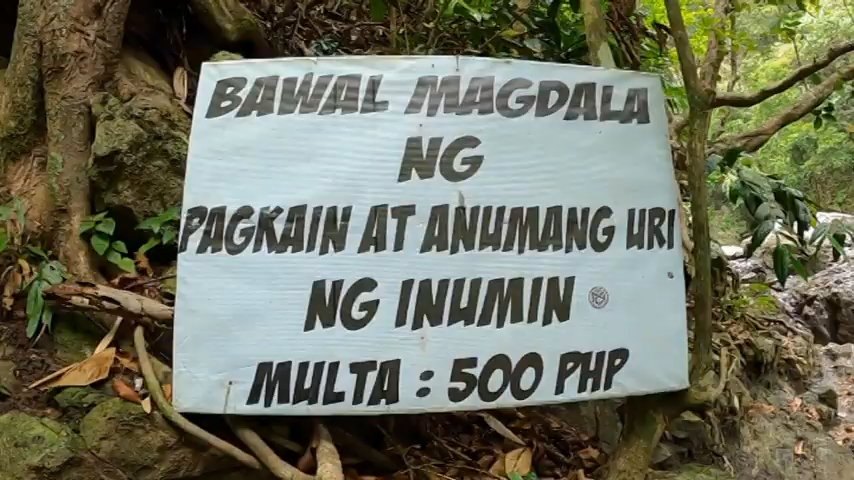 BAWAL MAGDALA
NG
PAGKAIN AT ANUMANG URI
NG INUMIN
MULTA : 500 PHP